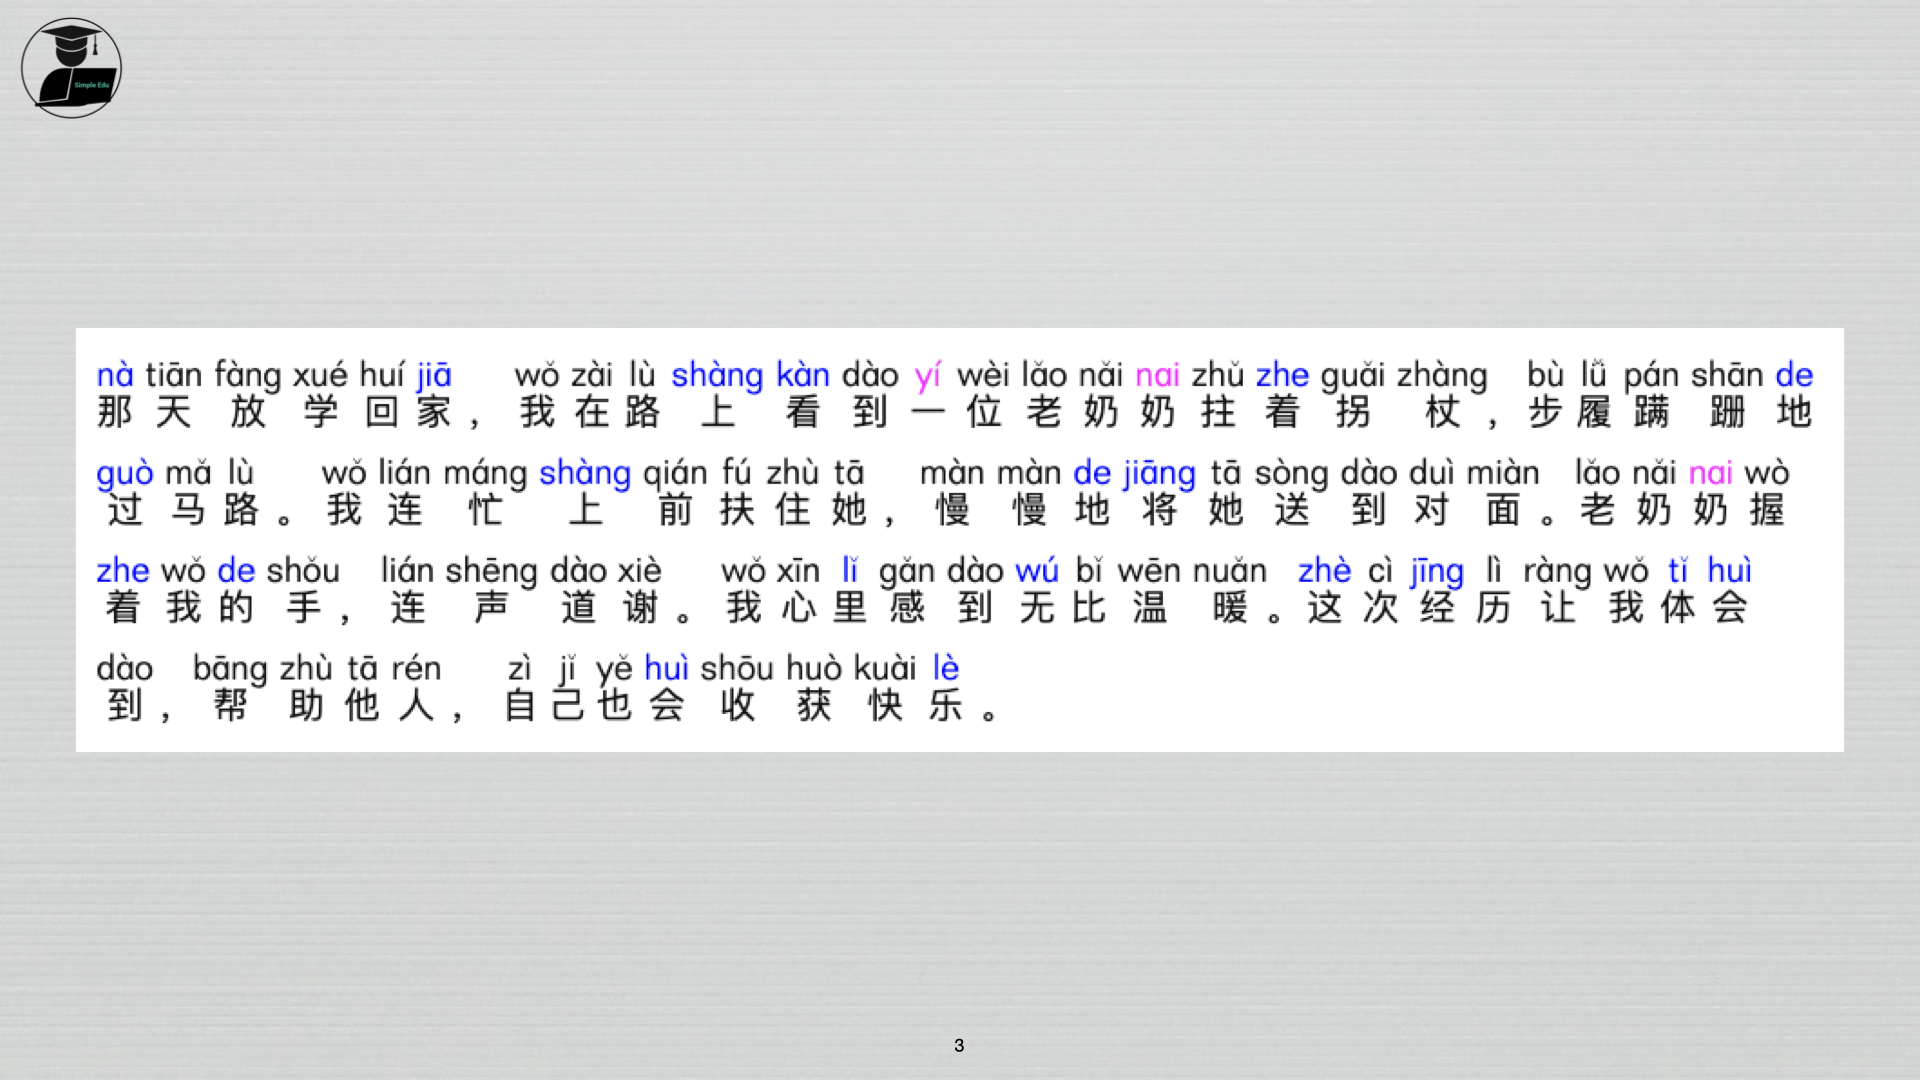 Simple Edu
nà tiān fàng xué huí jiā wǒ zài lù shàng kàn dào yí wèi lǎo nǎi nai zhǔ zhe guǎi zhàng bù lǚ pán shān de
那天放学回家，我在路上看到一位老奶奶拄着拐杖，步履蹒跚地
guò mǎ lù wǒ lián máng shàng qián fú zhù tā màn màn de jiāng tā sòng dào duì miàn lǎo nǎi nai wò
过马路。我连忙上前扶住她，慢慢地将她送到对面。老奶奶握
zhe wǒ de shǒu lián shēng dào xiè wǒ xīn lǐ gǎn dào wú bǐ wēn nuǎn zhè cì jīng lì ràng wǒ tǐ huì
着我的手，连声道谢。我心里感到无比温暖。这次经历让我体会
dào bāng zhù tā rén zì jǐ yě huì shōu huò kuài lè
到，帮助他人，自己也会收获快乐。
3